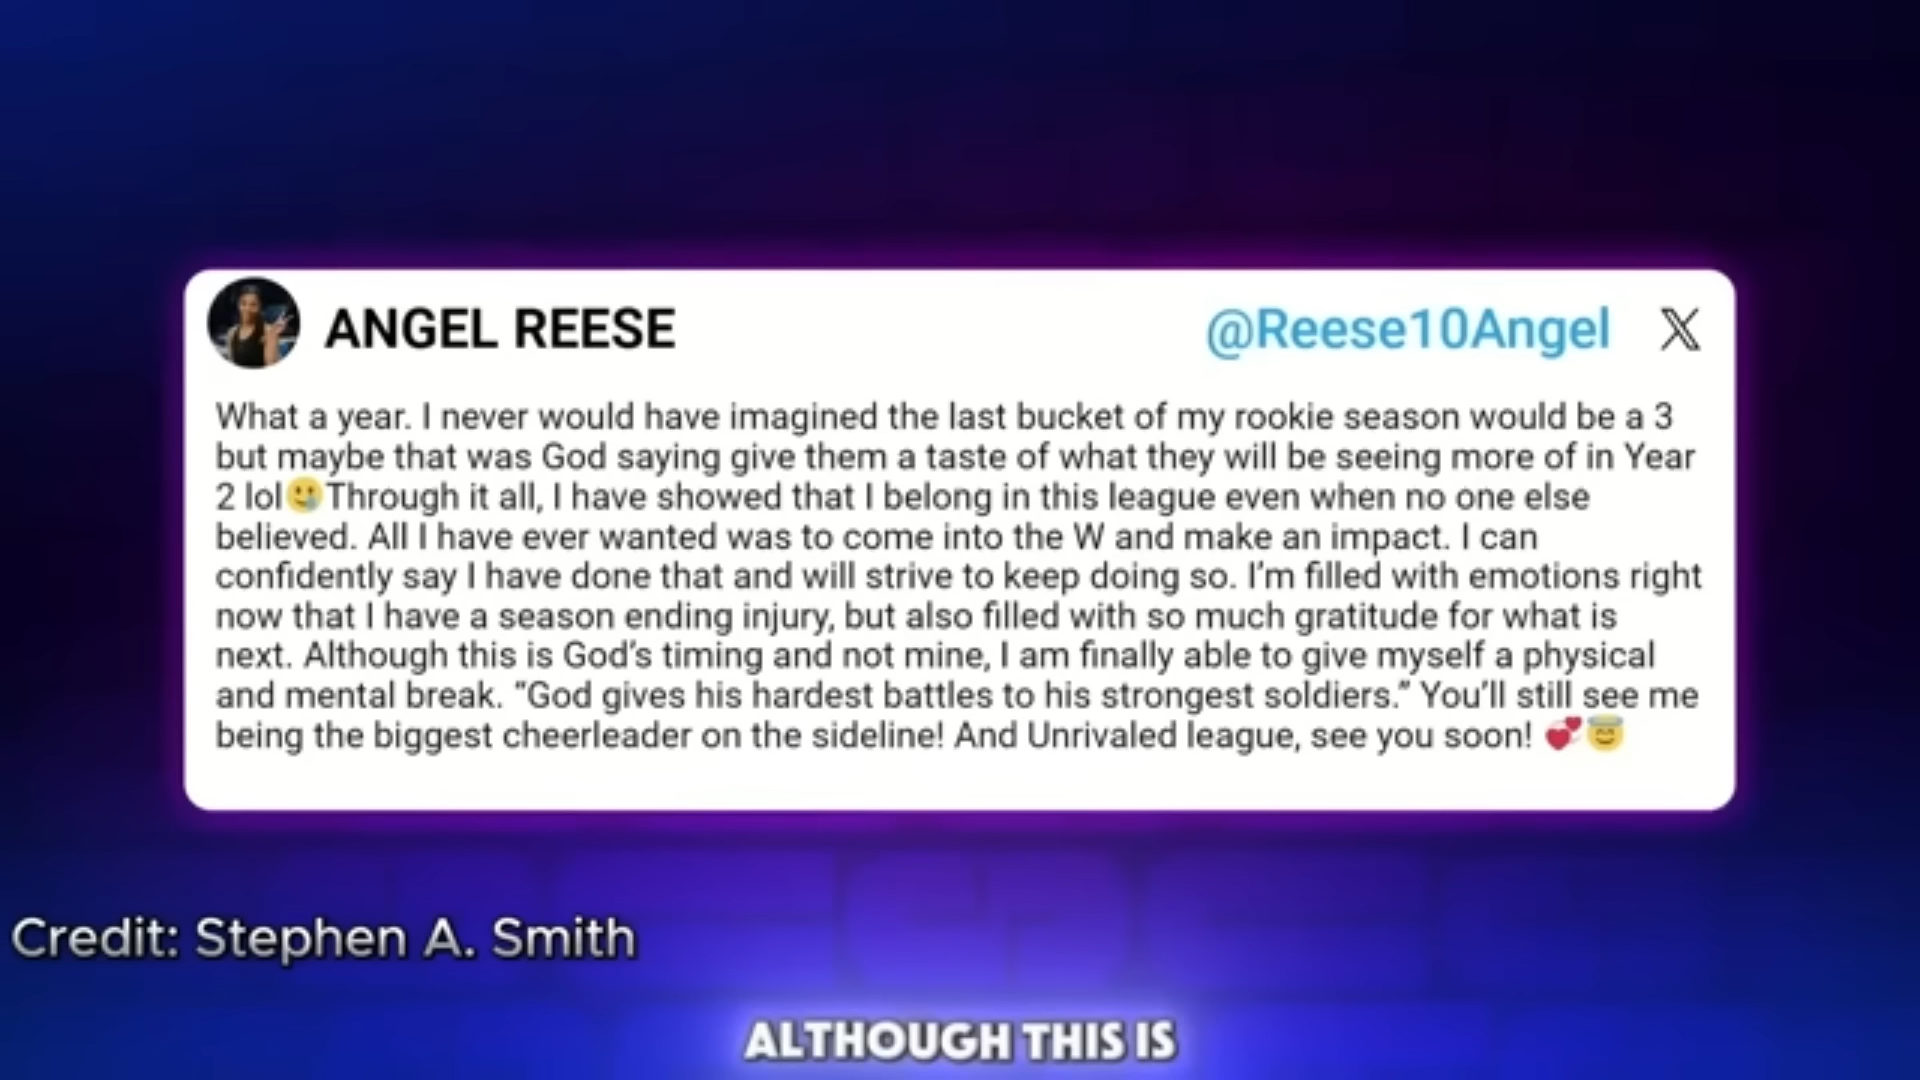 ANGEL REESE
@Reese10Angel
What a year. I never would have imagined the last bucket of my rookie season would be a 3
but maybe that was God saying give them a taste of what they will be seeing more of in Year
2 lol🥲Through it all, I have showed that I belong in this league even when no one else
believed. All I have ever wanted was to come into the W and make an impact. I can
confidently say I have done that and will strive to keep doing so. I’m filled with emotions right
now that I have a season ending injury, but also filled with so much gratitude for what is
next. Although this is God’s timing and not mine, I am finally able to give myself a physical
and mental break. “God gives his hardest battles to his strongest soldiers.” You’ll still see me
being the biggest cheerleader on the sideline! And Unrivaled league, see you soon! 💞😇
Credit: Stephen A. Smith
ALTHOUGH THIS IS